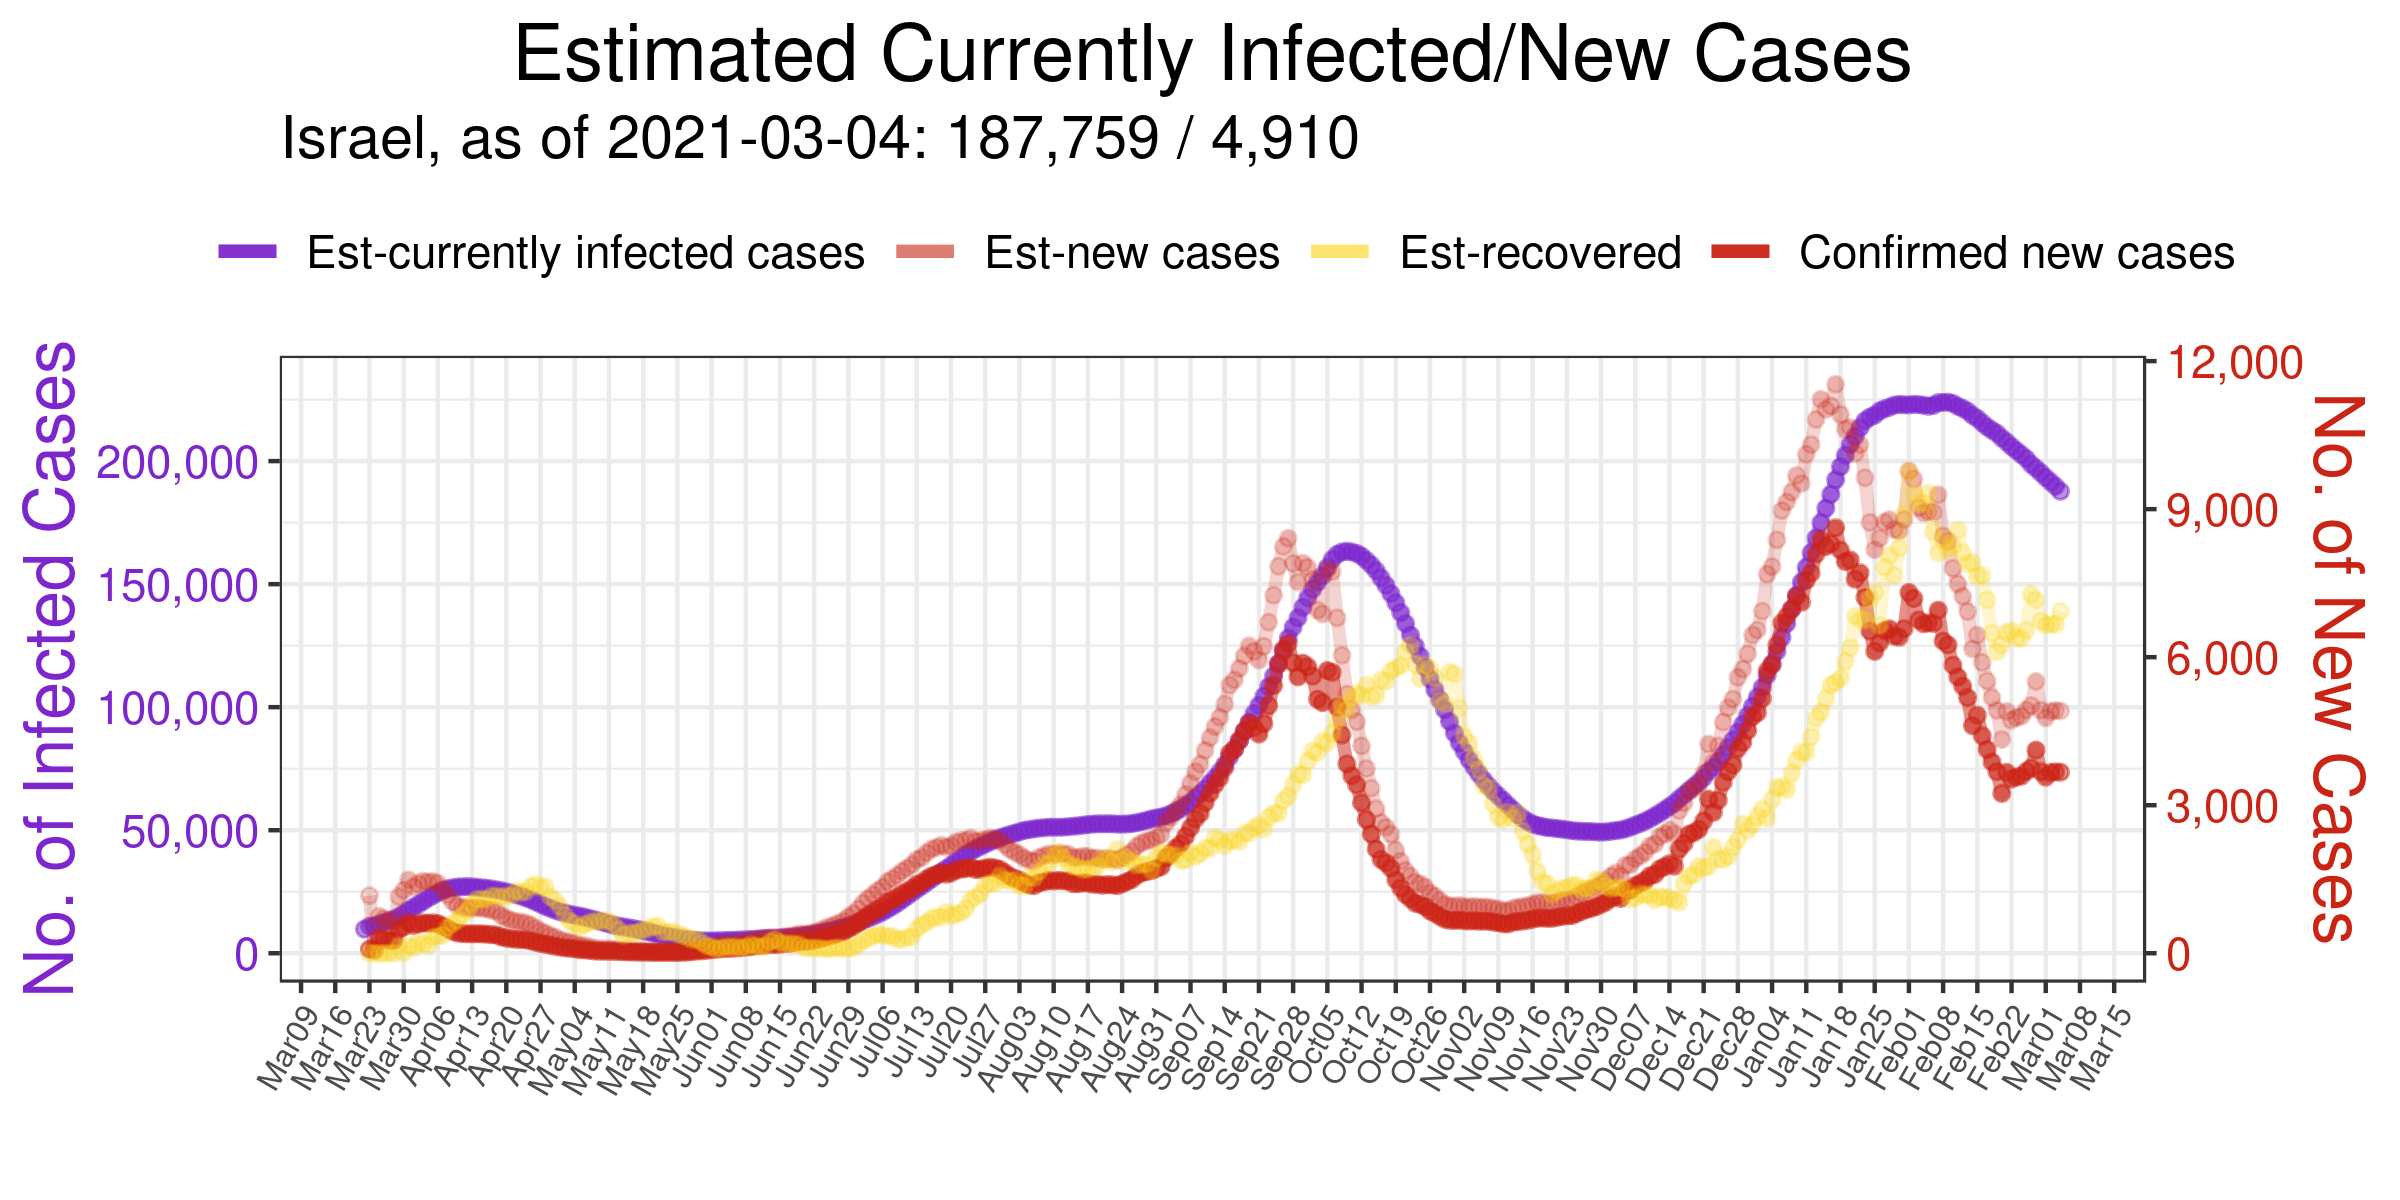 Estimated Currently Infected/New Cases
Israel, as of 2021-03-04: 187,759 / 4,910
Est-currently infected cases
Est-new cases
Est-recovered
Confirmed new cases
No. of Infected Cases
200,000
150,000
100,000
50,000
0
12,000
9,000
6,000
3,000
0
No. of New Cases
Mar09
Mar16
Mar23
Mar30
Apr06
Apr13
Apr20
Apr27
May04
May11
May18
May25
Jun01
Jun08
Jun15
Jun22
Jun29
Jul06
Jul13
Jul20
Jul27
Aug03
Aug10
Aug17
Aug24
Aug31
Sep07
Sep14
Sep21
Sep28
Oct05
Oct12
Oct19
Oct26
Nov02
Nov09
Nov16
Nov23
Nov30
Dec07
Dec14
Dec21
Dec28
Jan04
Jan11
Jan18
Jan25
Feb01
Feb08
Feb15
Feb22
Mar01
Mar08
Mar15